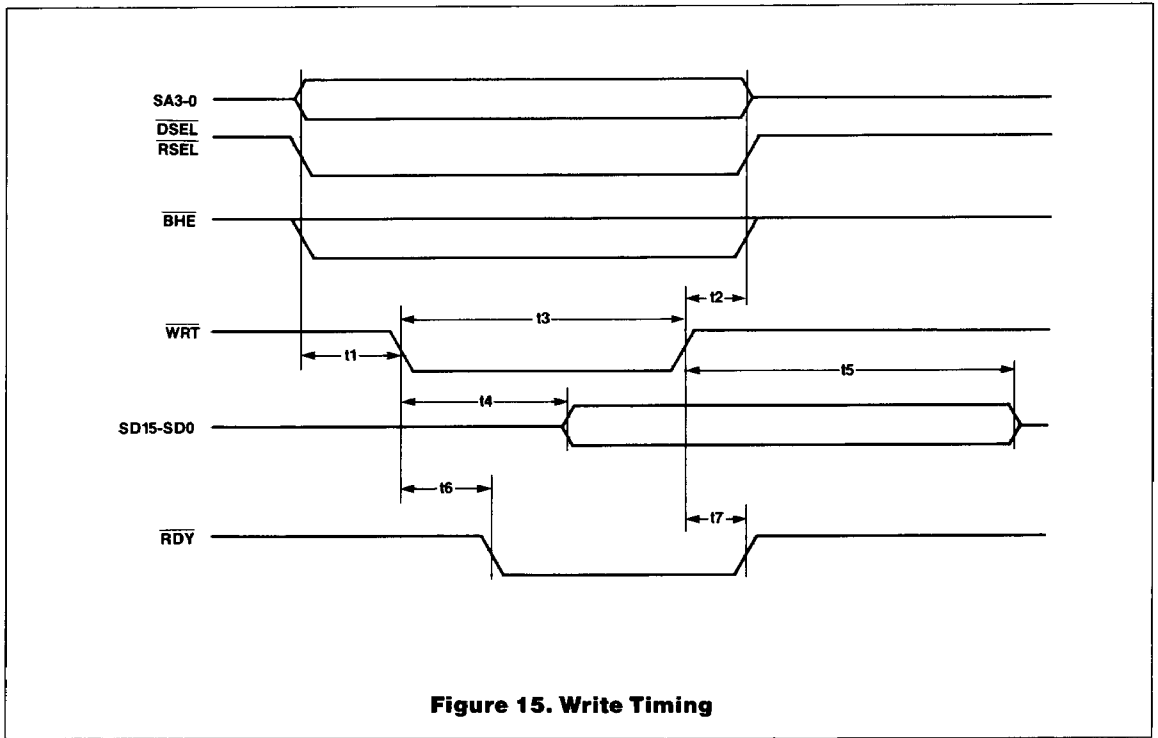 SA3-0
DSEL
RSEL
BHE
t2
WRT
t3
t1
t5
t4
SD15-SD0
t6
t7
RDY
Figure 15. Write Timing